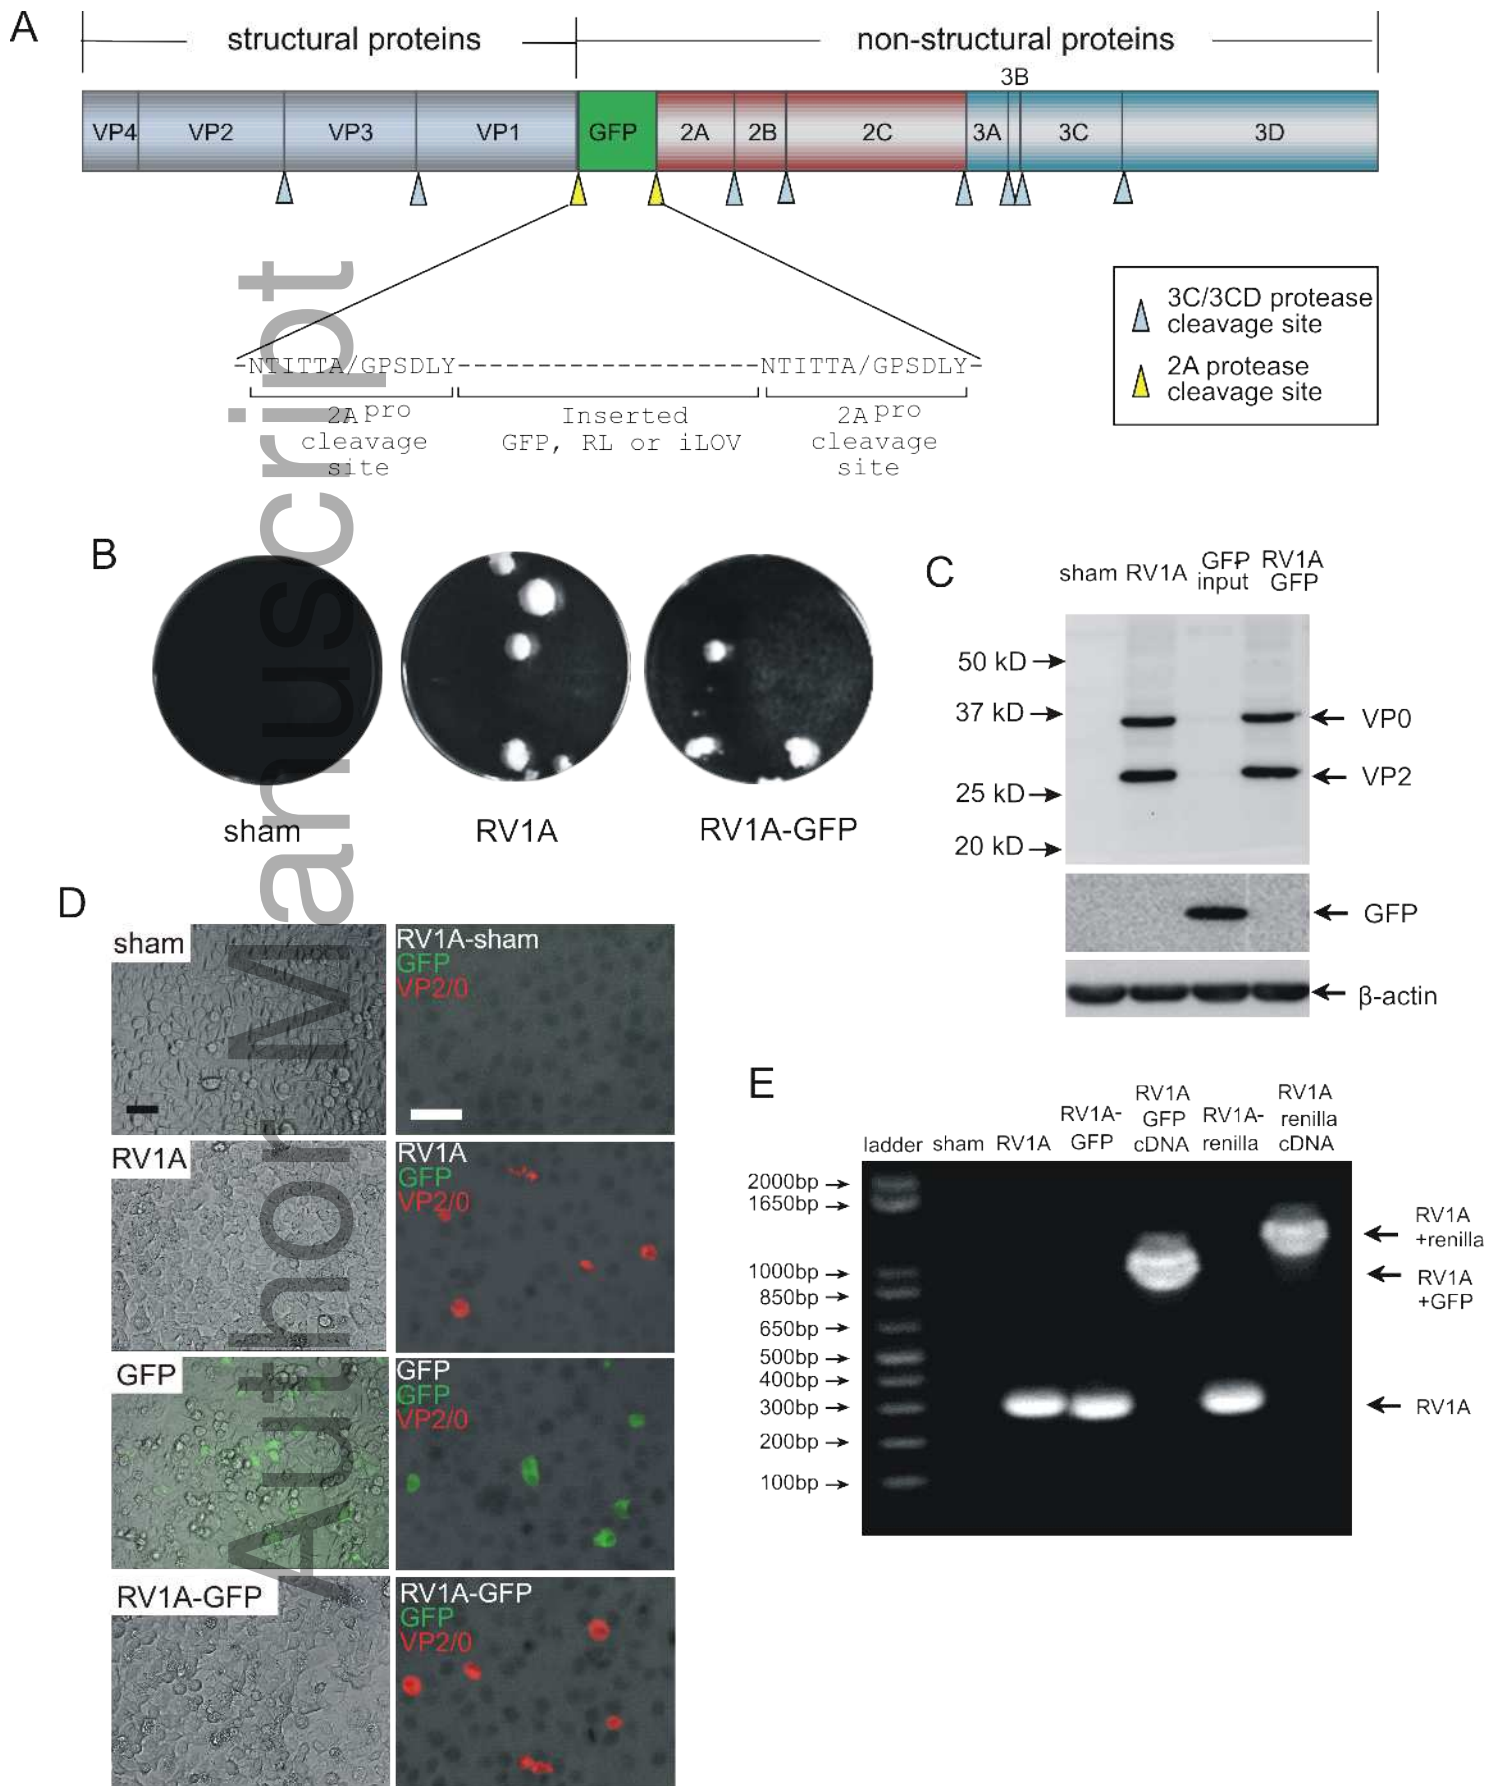 A
structural proteins
non-structural proteins
3B
VP4 VP2 VP3 VP1 GFP 2A 2B 2C 3A 3C 3D
3C/3CD protease
cleavage site
2A protease
cleavage site
-NTITTA/GPSDLY------------------NTITTA/GPSDLY-
2A pro
cleavage
site
Inserted
GFP, RL or iLOV
2A pro
cleavage
site
B
sham
RV1A
RV1A-GFP
C
sham RV1A GFP input RV1A GFP
50 kD
37 kD
25 kD
20 kD
VP0
VP2
GFP
β-actin
D
sham
RV1A-sham
GFP
VP2/0
RV1A
RV1A
GFP
VP2/0
GFP
GFP
GFP
VP2/0
RV1A-GFP
RV1A-GFP
GFP
VP2/0
E
ladder
sham
RV1A
RV1A-
GFP
RV1A
GFP
cDNA
RV1A-
renilla
RV1A
renilla
cDNA
2000bp
1650bp
1000bp
850bp
650bp
500bp
400bp
300bp
200bp
100bp
RV1A
+renilla
RV1A
+GFP
RV1A
Author Manuscript